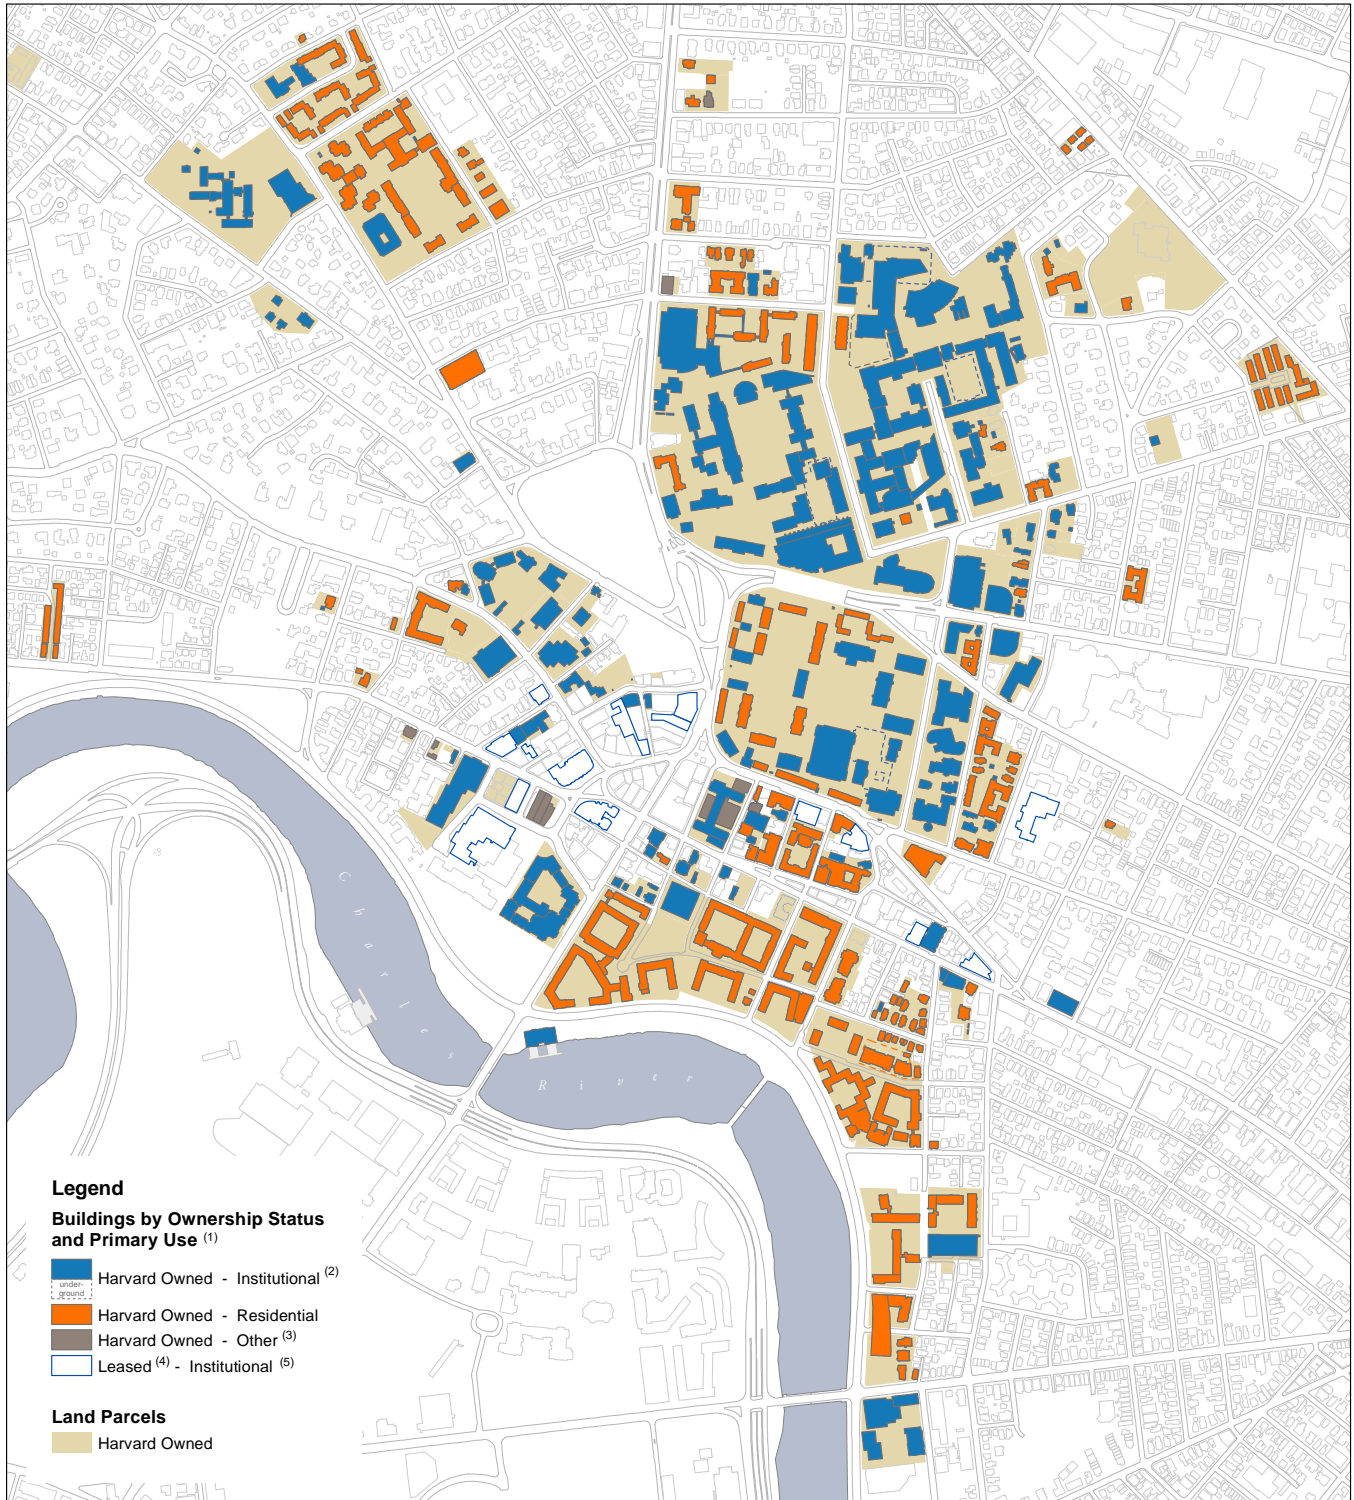 Charles
River
Legend
Buildings by Ownership Status
and Primary Use (1)
Harvard Owned - Institutional (2)
under-
ground
Harvard Owned - Residential
Harvard Owned - Other (3)
Leased (4) - Institutional (5)
Land Parcels
Harvard Owned